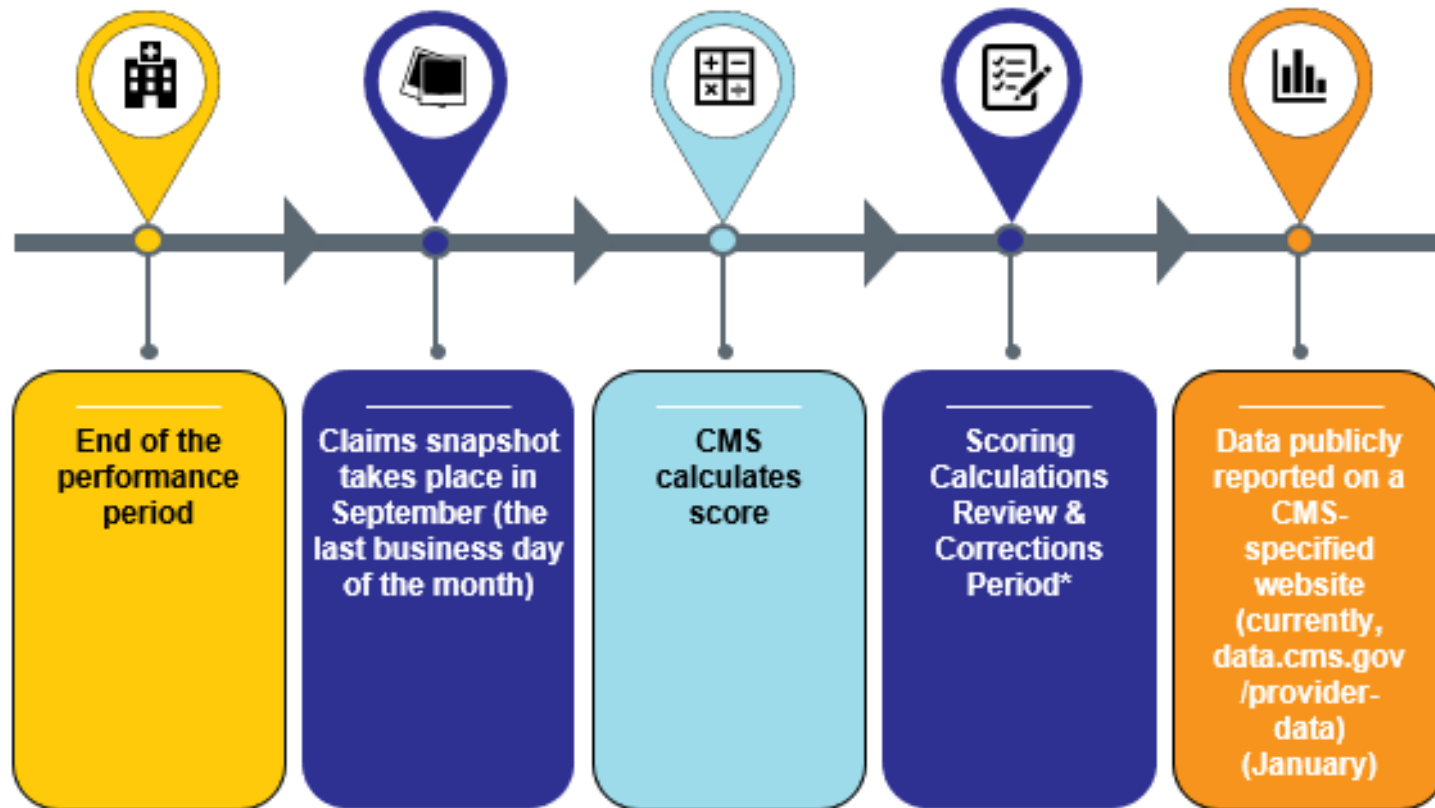 End of the
performance
period
Claims snapshot
takes place in
September (the
last business day
of the month)
CMS
calculates
score
Scoring
Calculations
Review &
Corrections
Period*
Data publicly
reported on a
CMS-
specified
website
(currently,
data.cms.gov
/provider-
data)
(January)